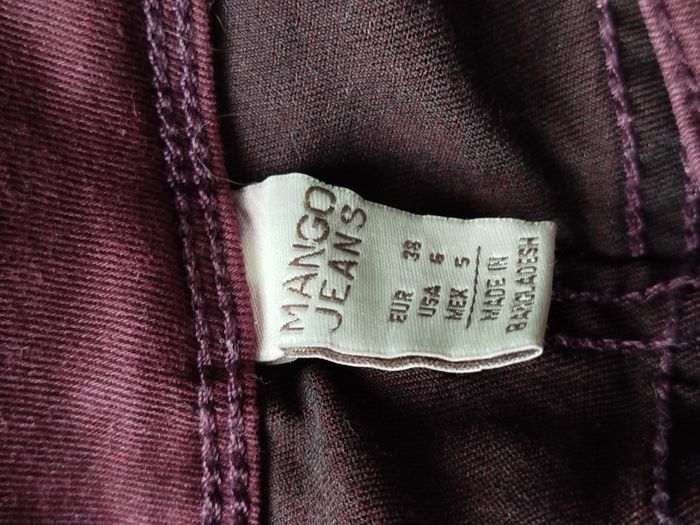 MANGO
JEANS
EUR 38
USA 6
MEX 5
MADE IN
BANGLADESH